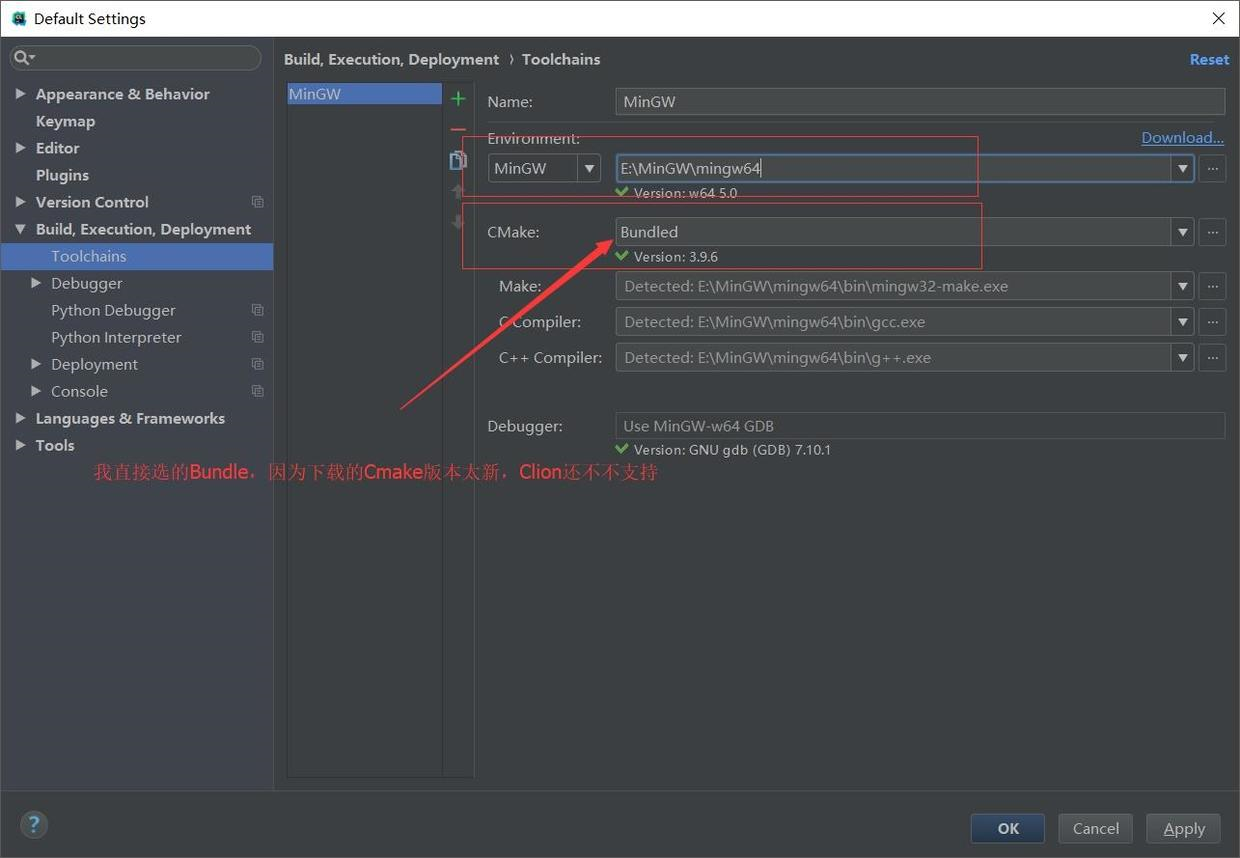 Default Settings
Build, Execution, Deployment › Toolchains
Reset
Appearance & Behavior
Keymap
Editor
Plugins
Version Control
Build, Execution, Deployment
Toolchains
Debugger
Python Debugger
Python Interpreter
Deployment
Console
Languages & Frameworks
Tools
MinGW
Name: MinGW
Environment: Download...
MinGW E:\MinGW\mingw64 ...
Version: w64 5.0
CMake: Bundled ...
Version: 3.9.6
Make: Detected: E:\MinGW\mingw64\bin\mingw32-make.exe ...
C Compiler: Detected: E:\MinGW\mingw64\bin\gcc.exe ...
C++ Compiler: Detected: E:\MinGW\mingw64\bin\g++.exe ...
Debugger: Use MinGW-w64 GDB
Version: GNU gdb (GDB) 7.10.1
我直接选的Bundle，因为下载的Cmake版本太新，Clion还不不支持
?
OK Cancel Apply